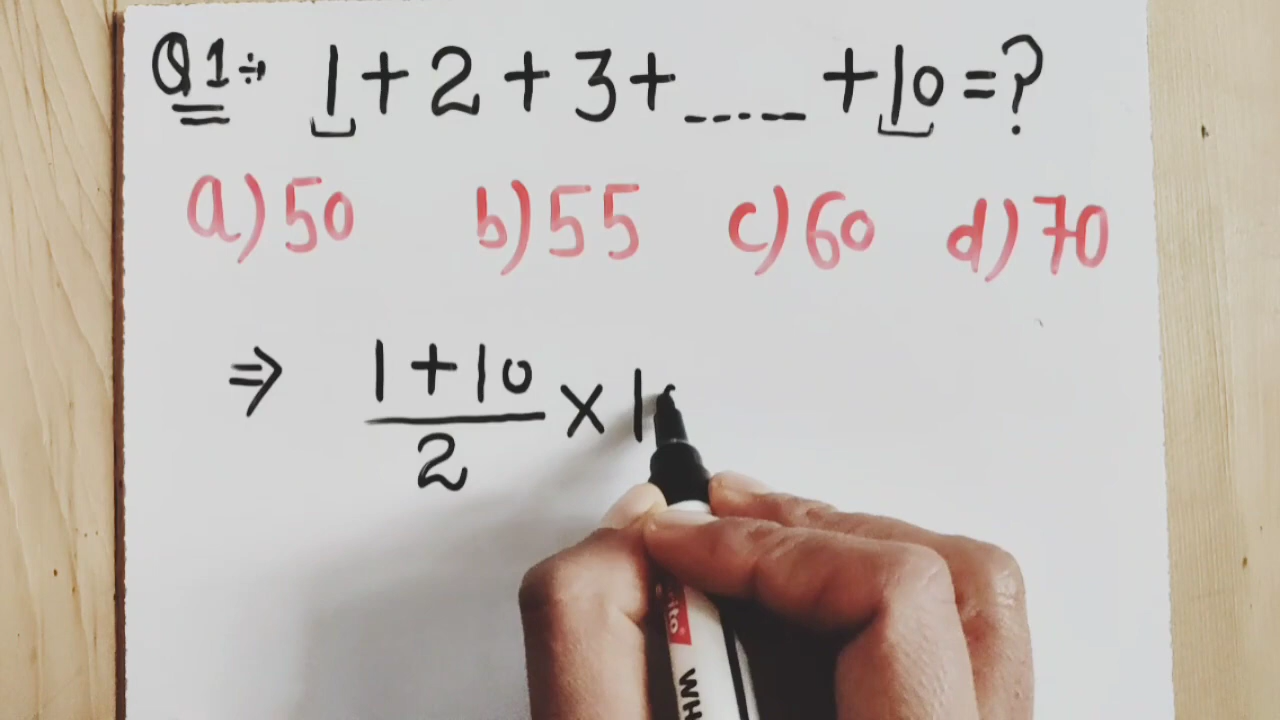 Q1÷ 1+2+3+.....+10=?
a) 50 b) 55 c) 60 d) 70
⇒ 1+10
× 1
2